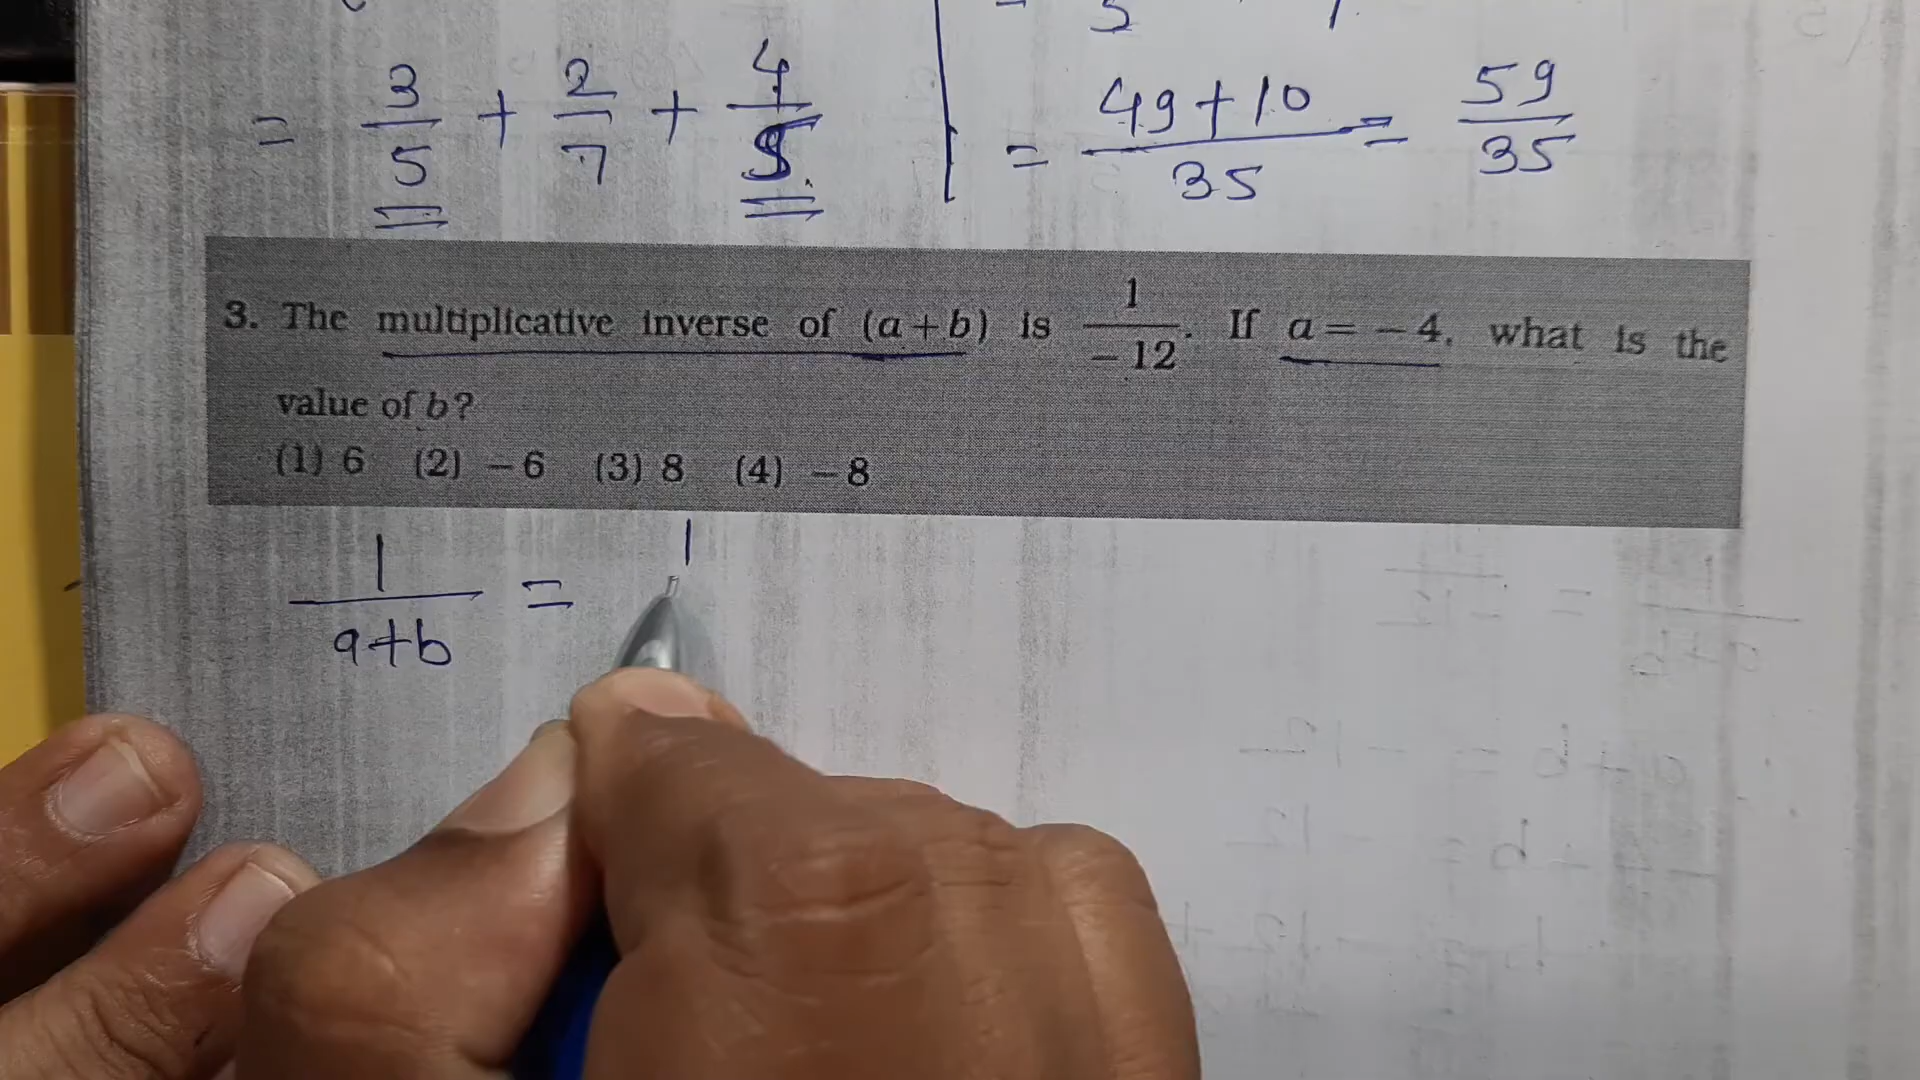 = 3/5 + 2/7 + 4/5
= (49+10)/35 = 59/35
3. The multiplicative inverse of (a+b) is 1/−12. If a = −4, what is the
value of b?
(1) 6 (2) −6 (3) 8 (4) −8
1/(a+b) = 1